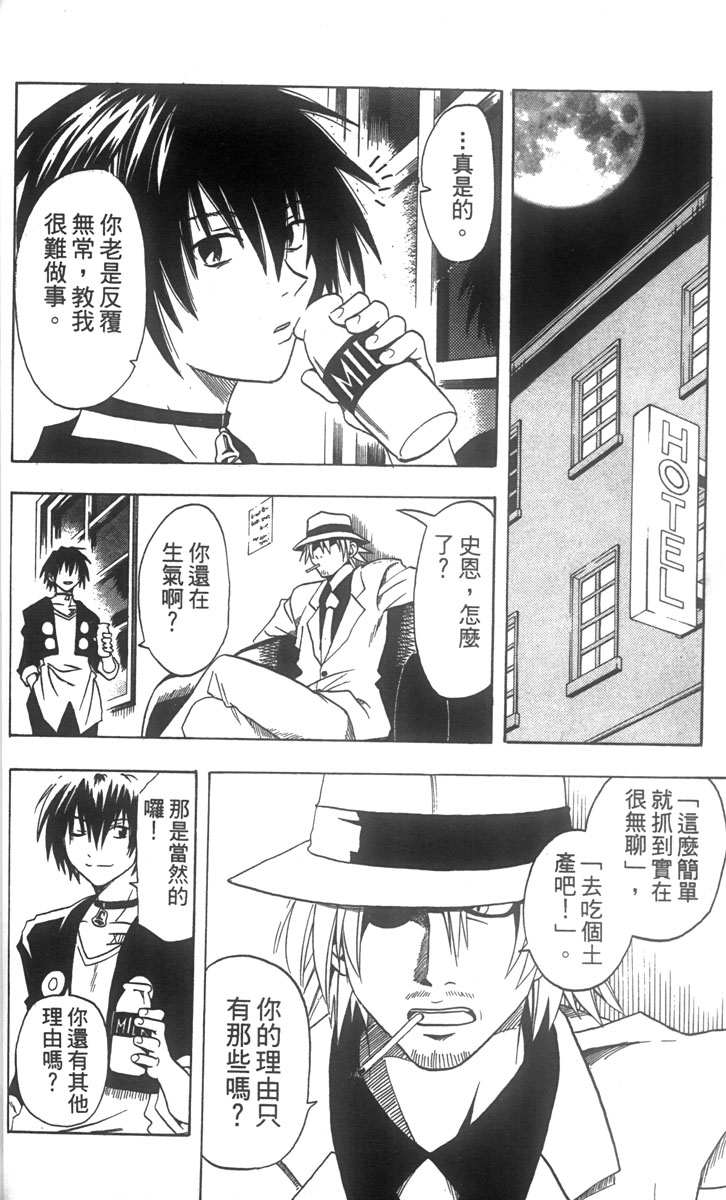 HOTEL
…真是的。
你老是反覆
無常，教我
很難做事。
MIL
史恩，怎麼
了？
你還在
生氣啊？
「這麼簡單
就抓到實在
很無聊」，
「去吃個土
產吧！」。
你的理由只
有那些嗎？
那是當然的
囉！
XIII
你還有其他
理由嗎？
MIL